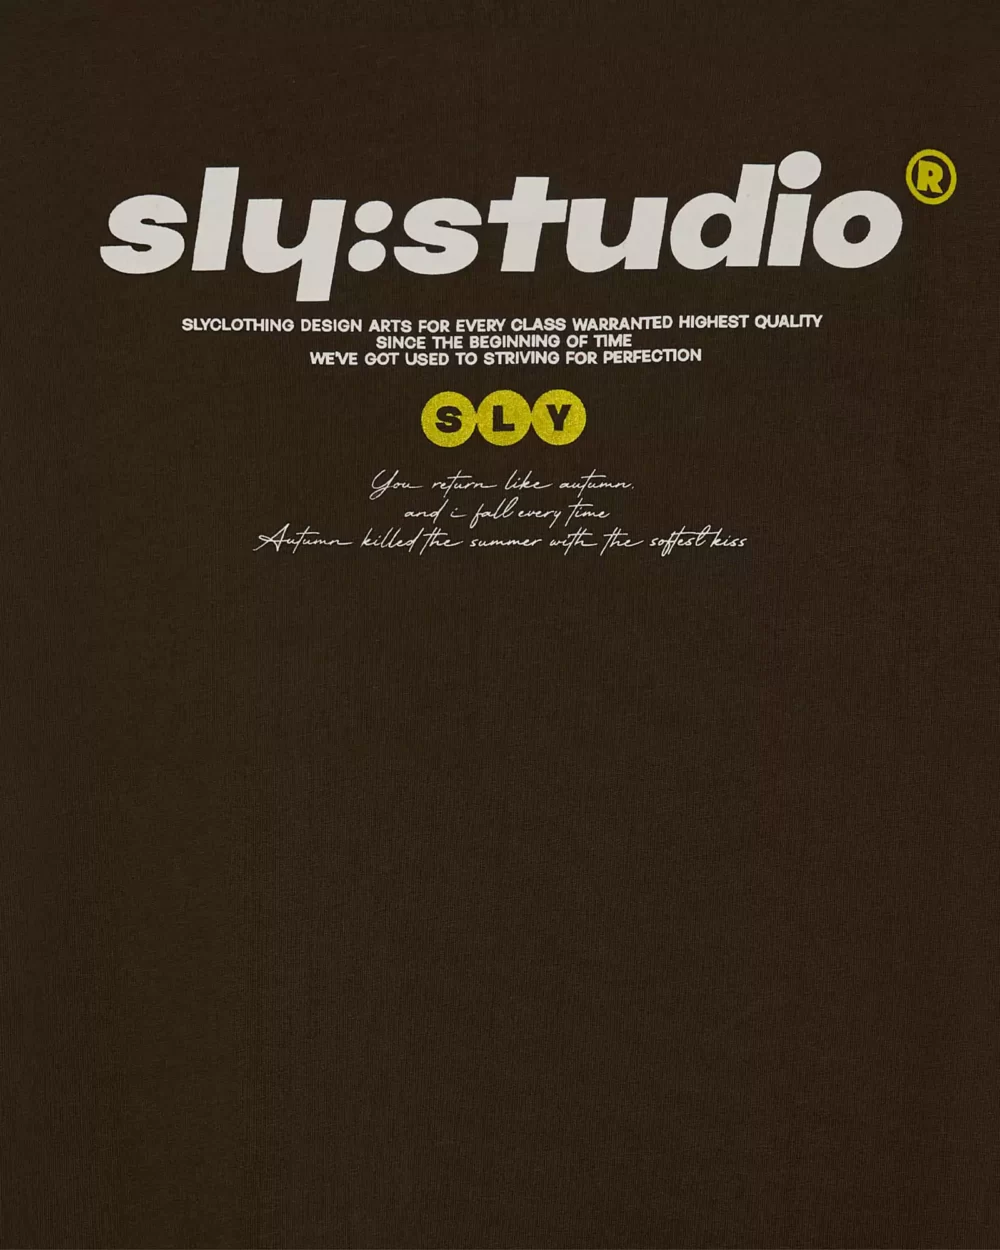 sly:studio®
SLYCLOTHING DESIGN ARTS FOR EVERY CLASS WARRANTED HIGHEST QUALITY
SINCE THE BEGINNING OF TIME
WE'VE GOT USED TO STRIVING FOR PERFECTION
SLY
You return like autumn.
and i fall every time
Autumn killed the summer with the softest kiss